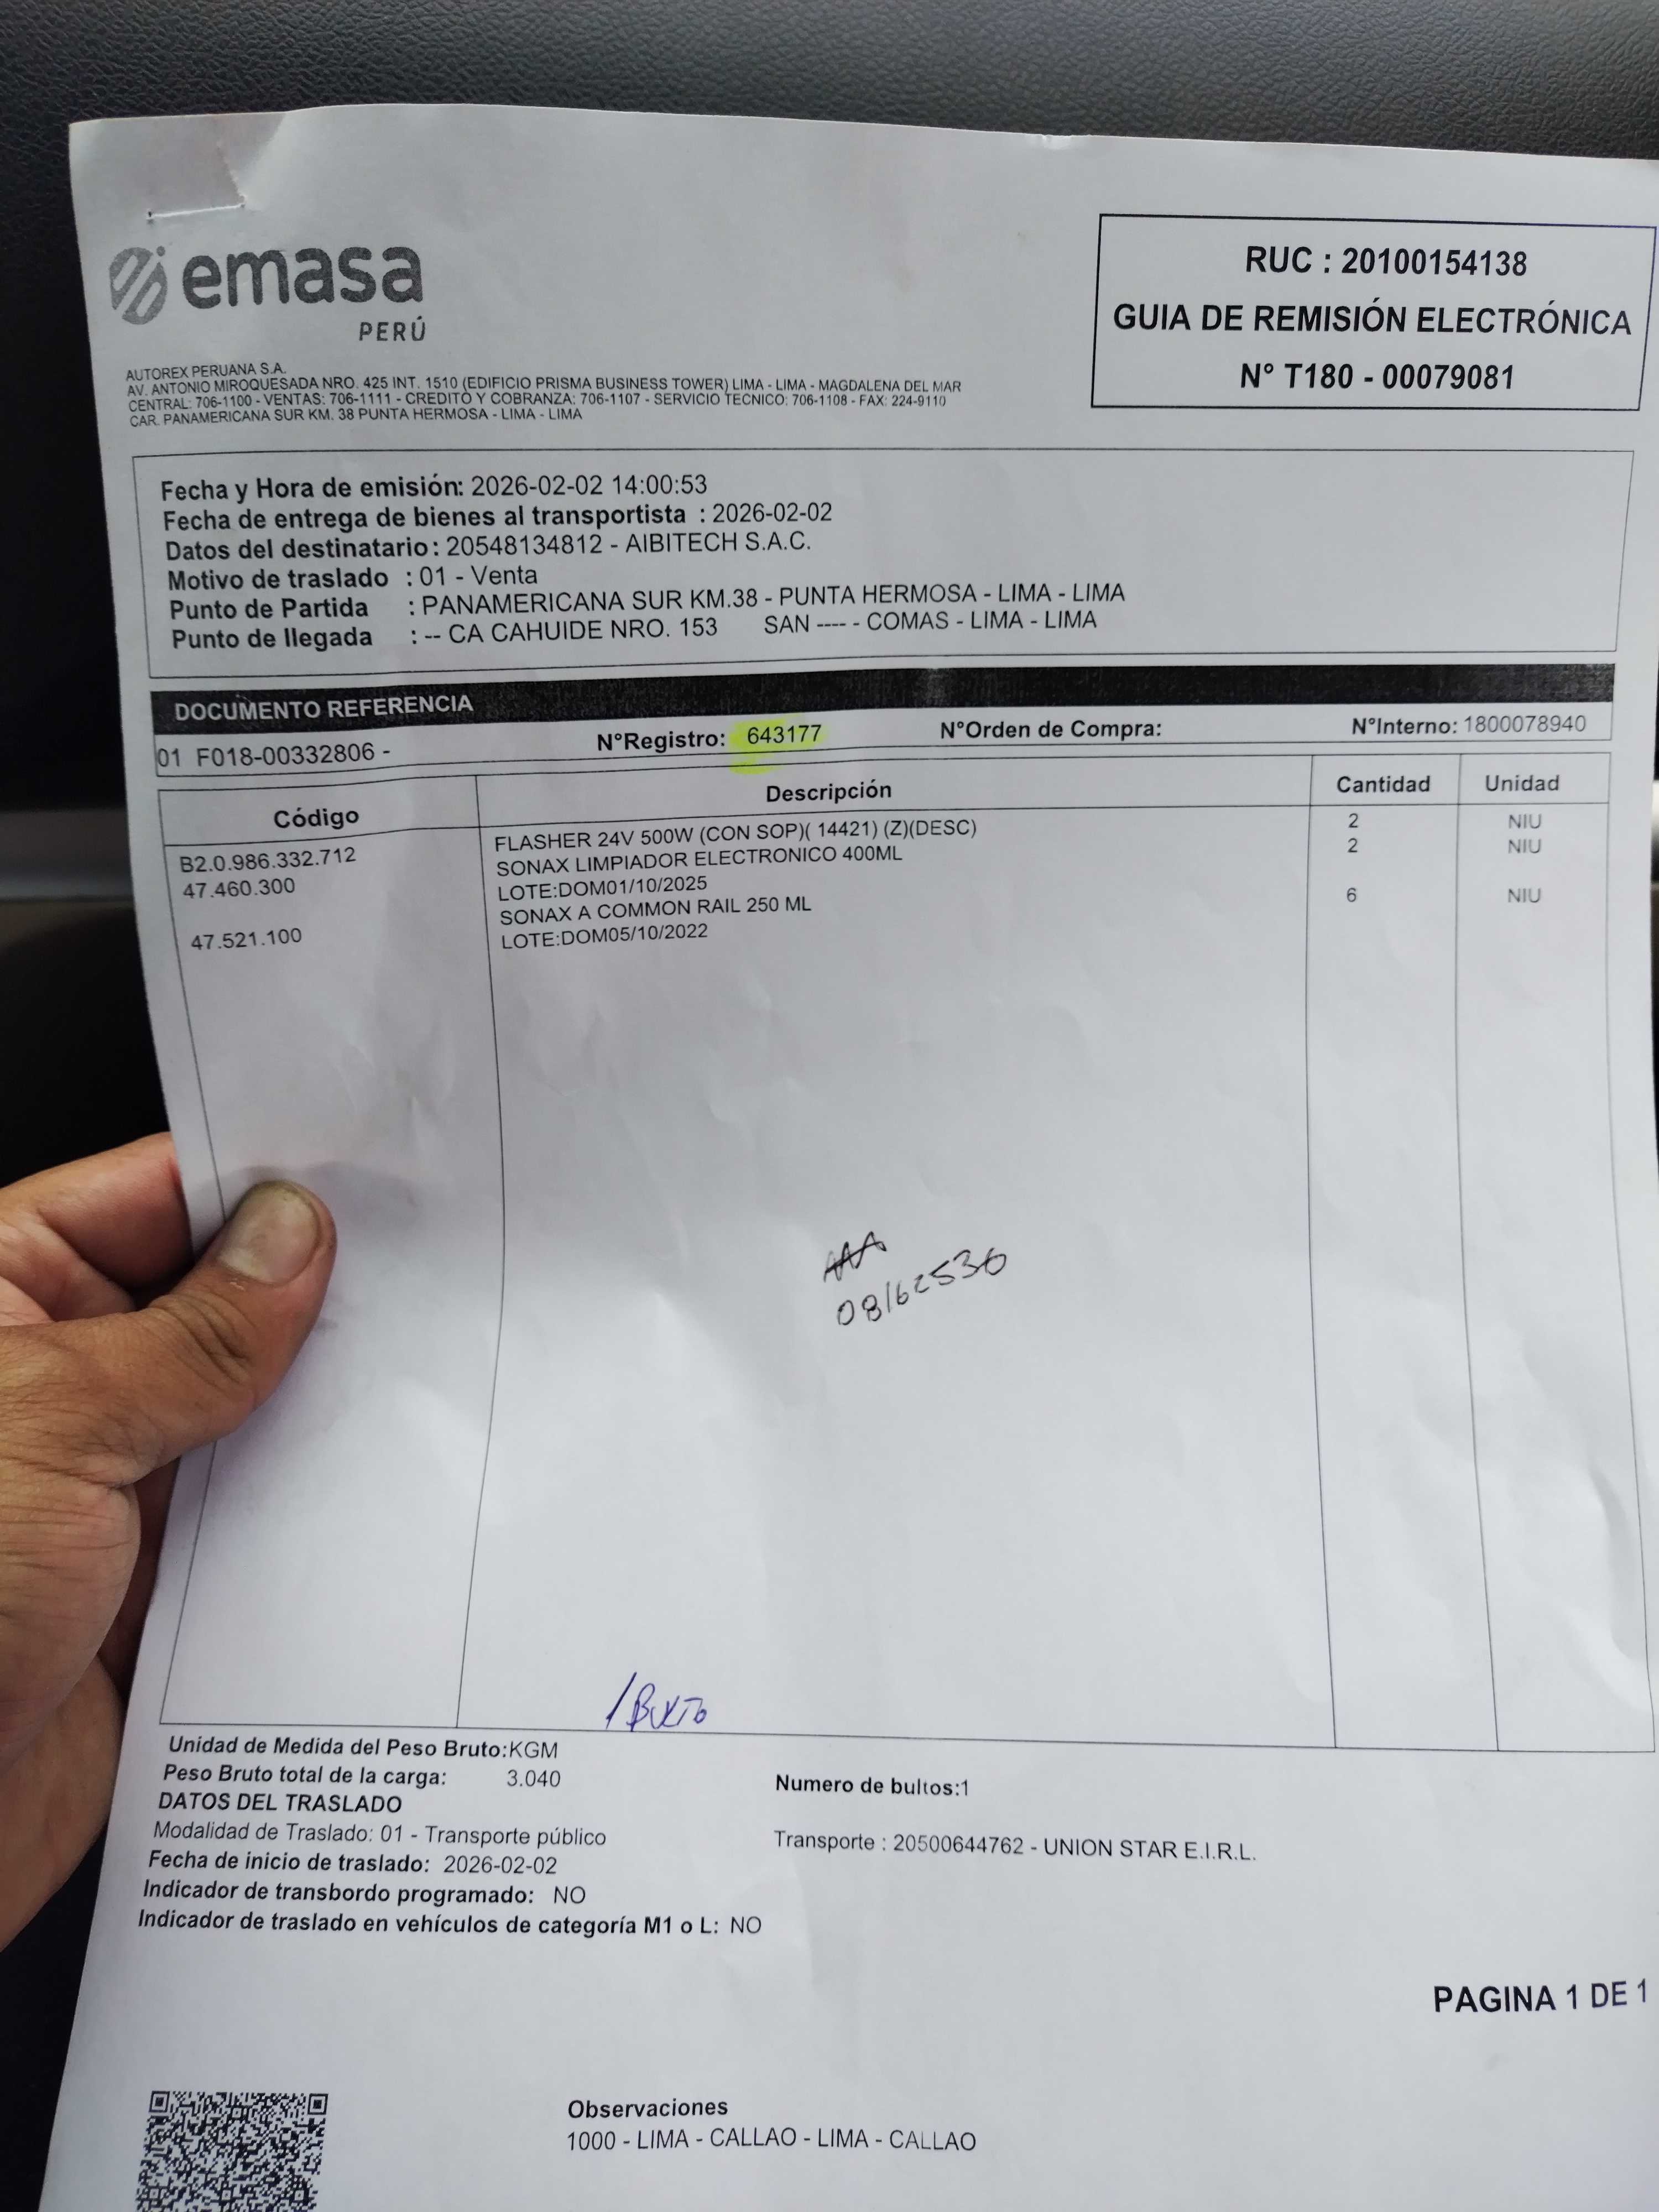 emasa
PERÚ
RUC : 20100154138
GUIA DE REMISIÓN ELECTRÓNICA
N° T180 - 00079081
AUTOREX PERUANA S.A.
AV. ANTONIO MIROQUESADA NRO. 425 INT. 1510 (EDIFICIO PRISMA BUSINESS TOWER) LIMA - LIMA - MAGDALENA DEL MAR
CENTRAL: 706-1100 - VENTAS: 706-1111 - CREDITO Y COBRANZA: 706-1107 - SERVICIO TECNICO: 706-1108 - FAX: 224-9110
CAR. PANAMERICANA SUR KM. 38 PUNTA HERMOSA - LIMA - LIMA
Fecha y Hora de emisión: 2026-02-02 14:00:53
Fecha de entrega de bienes al transportista : 2026-02-02
Datos del destinatario: 20548134812 - AIBITECH S.A.C.
Motivo de traslado : 01 - Venta
Punto de Partida : PANAMERICANA SUR KM.38 - PUNTA HERMOSA - LIMA - LIMA
Punto de llegada : -- CA CAHUIDE NRO. 153 SAN ---- - COMAS - LIMA - LIMA
DOCUMENTO REFERENCIA
01 F018-00332806 - N°Registro: 643177 N°Orden de Compra: N°Interno: 1800078940
Código Descripción Cantidad Unidad
B2.0.986.332.712 FLASHER 24V 500W (CON SOP)( 14421) (Z)(DESC) 2 NIU
47.460.300 SONAX LIMPIADOR ELECTRONICO 400ML 2 NIU
LOTE:DOM01/10/2025
47.521.100 SONAX A COMMON RAIL 250 ML 6 NIU
LOTE:DOM05/10/2022
08162536
1 BULTO
Unidad de Medida del Peso Bruto:KGM
Peso Bruto total de la carga: 3.040 Numero de bultos:1
DATOS DEL TRASLADO
Modalidad de Traslado: 01 - Transporte público Transporte : 20500644762 - UNION STAR E.I.R.L.
Fecha de inicio de traslado: 2026-02-02
Indicador de transbordo programado: NO
Indicador de traslado en vehículos de categoría M1 o L: NO
PAGINA 1 DE 1
Observaciones
1000 - LIMA - CALLAO - LIMA - CALLAO